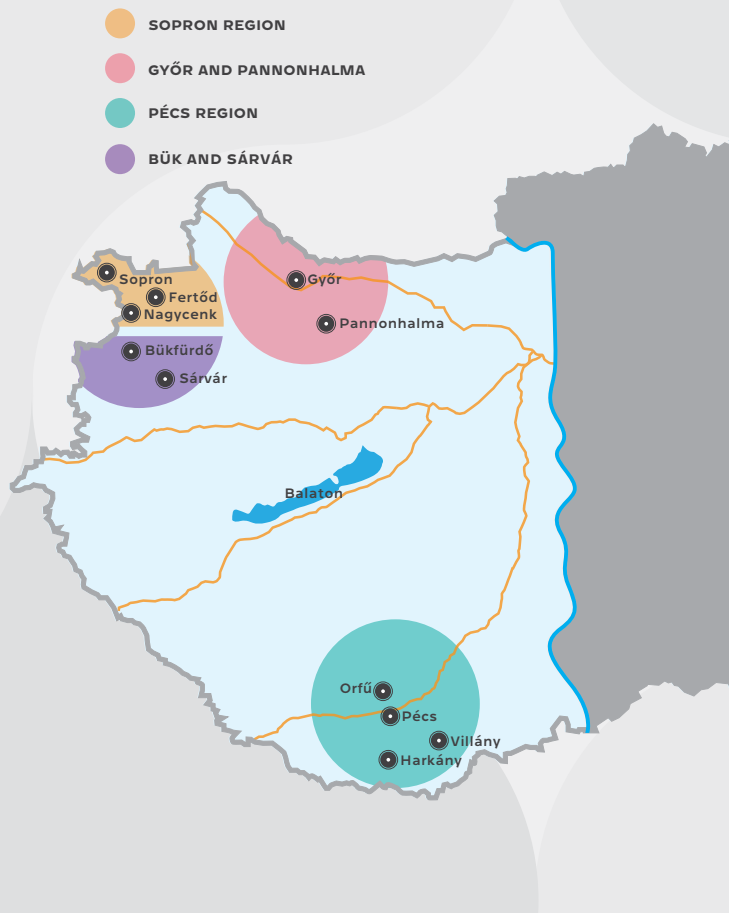 SOPRON REGION
GYŐR AND PANNONHALMA
PÉCS REGION
BÜK AND SÁRVÁR
Sopron
Győr
Fertőd
Nagycenk
Pannonhalma
Bükfürdő
Sárvár
Balaton
Orfű
Pécs
Villány
Harkány